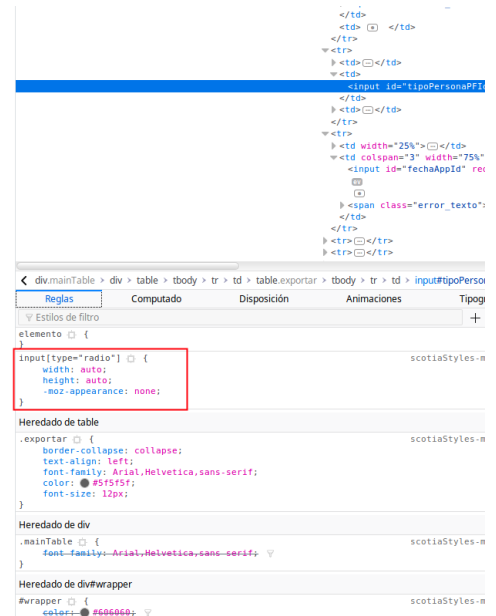 </td>
<td> </td>
</tr>
<tr>
<td></td>
<td>
<input id="tipoPersonaPFId
</td>
<td></td>
</tr>
<tr>
<td width="25%"></td>
<td colspan="3" width="75%"
<input id="fechaAppId" rec
<span class="error_texto">
</td>
</tr>
<tr></tr>
<tr></tr>
div.mainTable > div > table > tbody > tr > td > table.exportar > tbody > tr > td > input#tipoPerson
Reglas Computado Disposición Animaciones Tipogr
Estilos de filtro +
elemento {
}
input[type="radio"] { scotiaStyles-m
width: auto;
height: auto;
-moz-appearance: none;
}
Heredado de table
.exportar { scotiaStyles-m
border-collapse: collapse;
text-align: left;
font-family: Arial,Helvetica,sans-serif;
color: #5f5f5f;
font-size: 12px;
}
Heredado de div
.mainTable { scotiaStyles-m
font-family: Arial,Helvetica,sans-serif;
}
Heredado de div#wrapper
#wrapper { scotiaStyles-m
color: #606060;